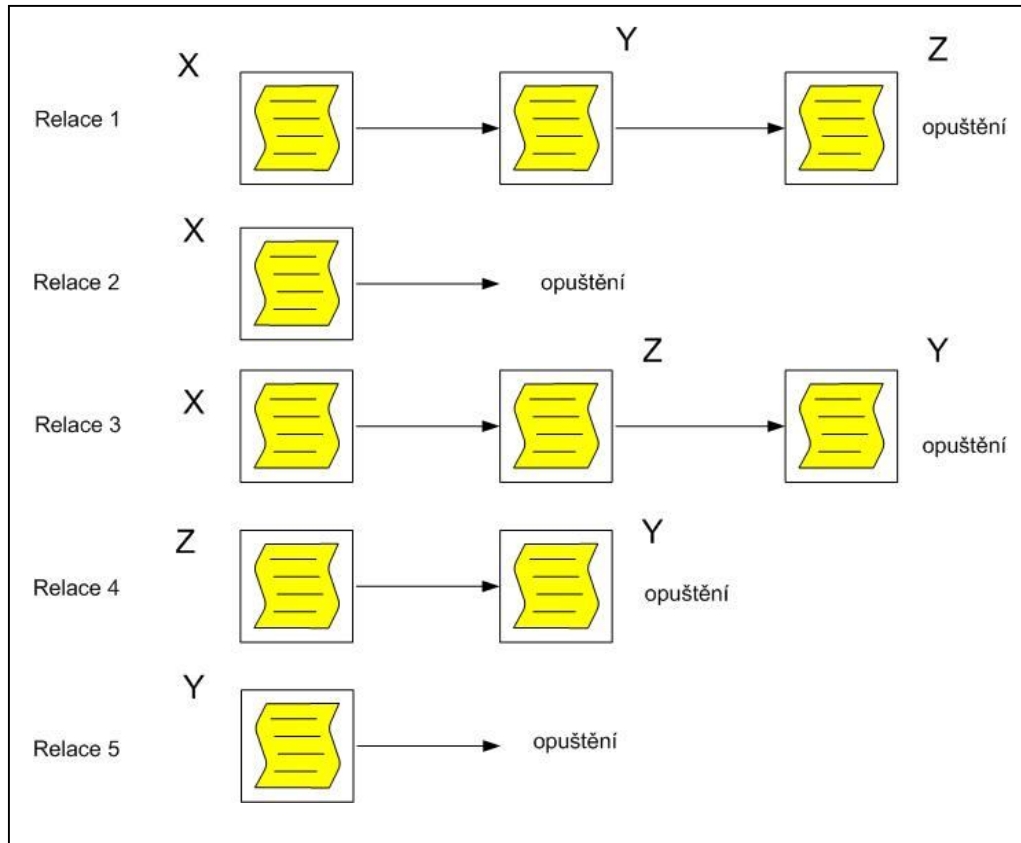 X
Y
Z
Relace 1
opuštění
X
Relace 2
opuštění
Z
Y
X
Relace 3
opuštění
Z
Y
Relace 4
opuštění
Y
Relace 5
opuštění